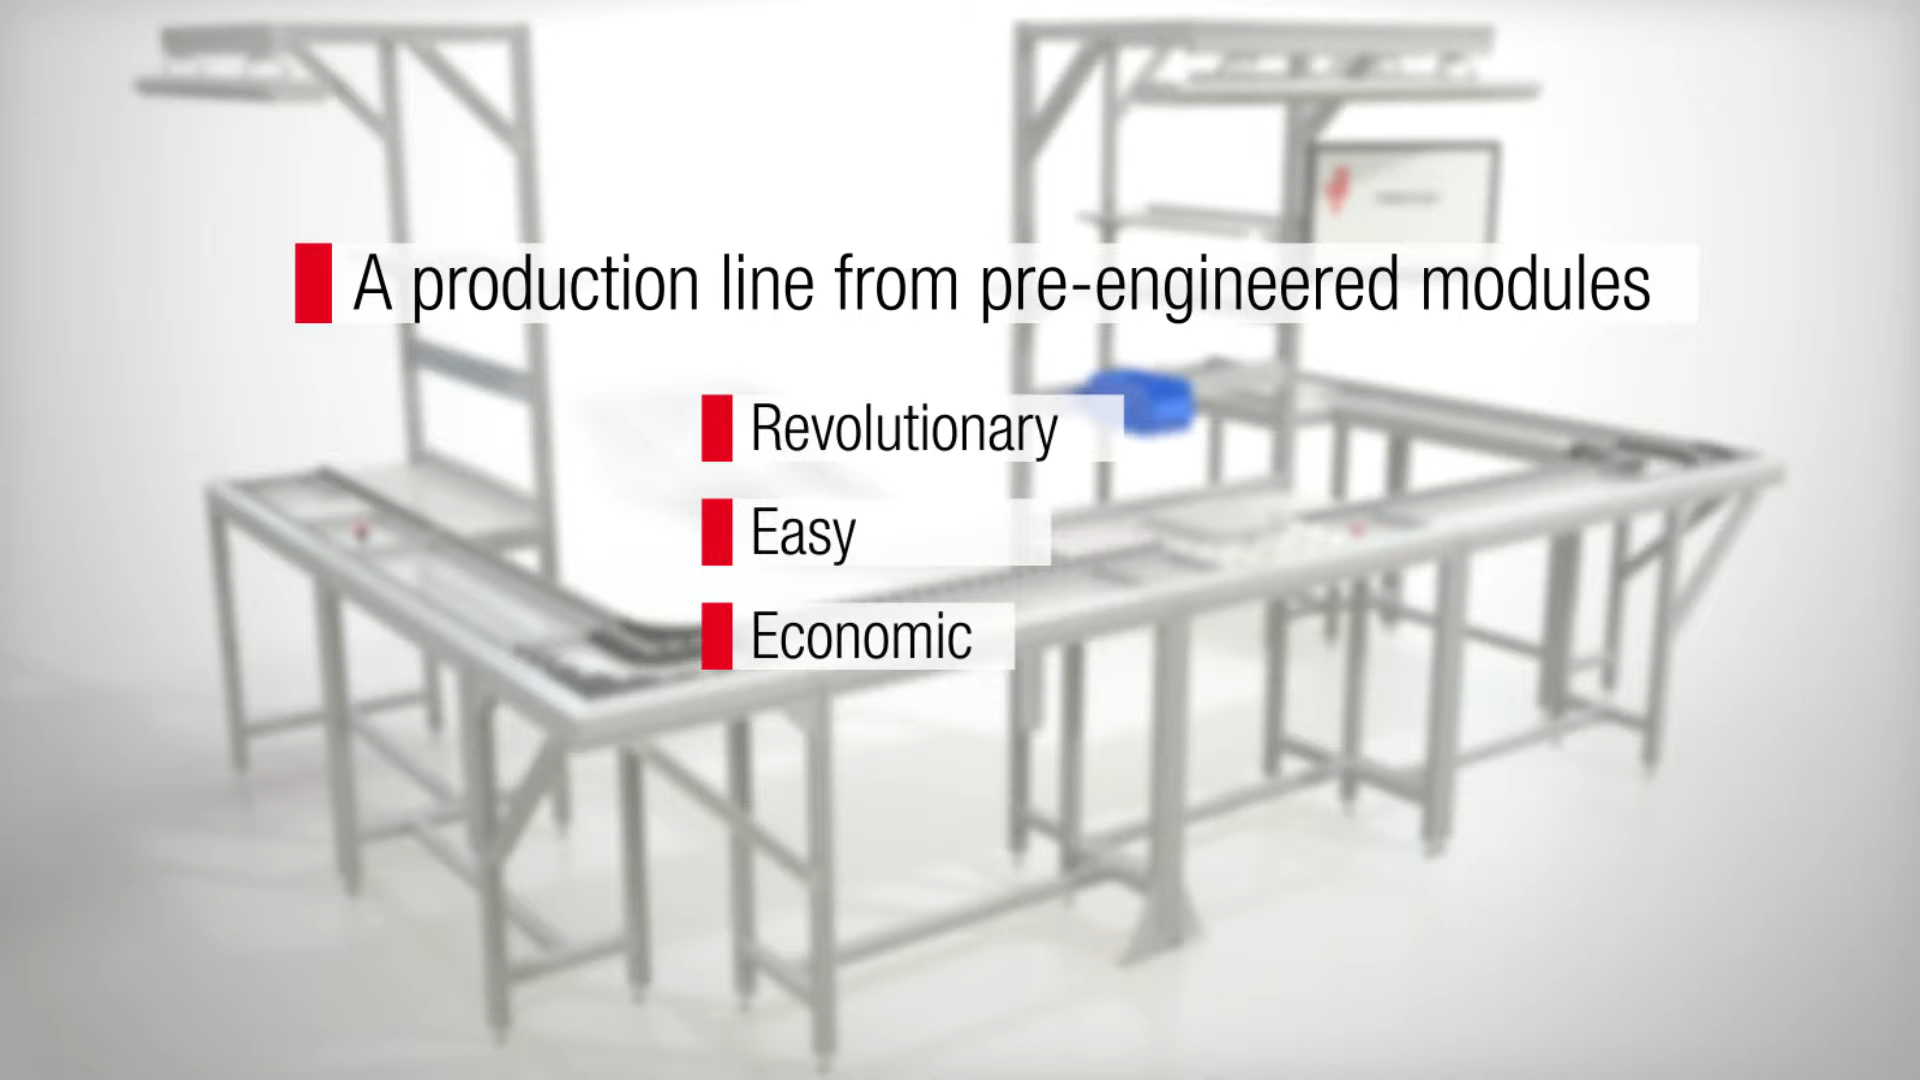 A production line from pre-engineered modules
Revolutionary
Easy
Economic